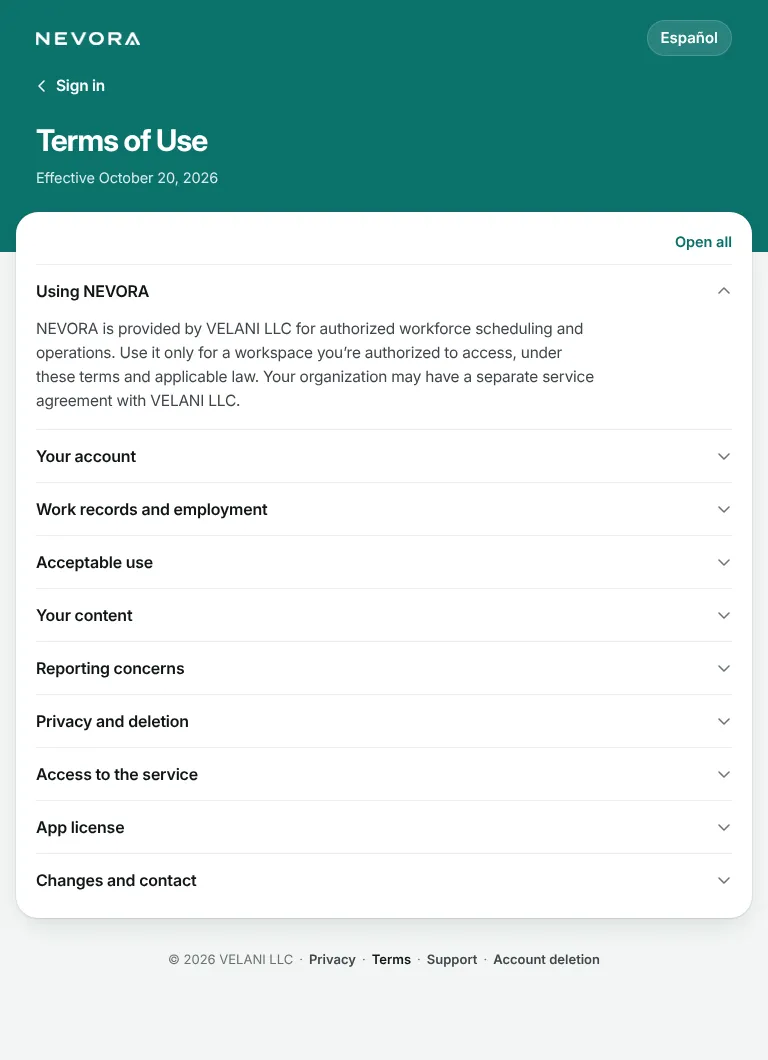 NEVORA
Español
Sign in
Terms of Use
Effective October 20, 2026
Open all
Using NEVORA
NEVORA is provided by VELANI LLC for authorized workforce scheduling and
operations. Use it only for a workspace you’re authorized to access, under
these terms and applicable law. Your organization may have a separate service
agreement with VELANI LLC.
Your account
Work records and employment
Acceptable use
Your content
Reporting concerns
Privacy and deletion
Access to the service
App license
Changes and contact
© 2026 VELANI LLC · Privacy · Terms · Support · Account deletion